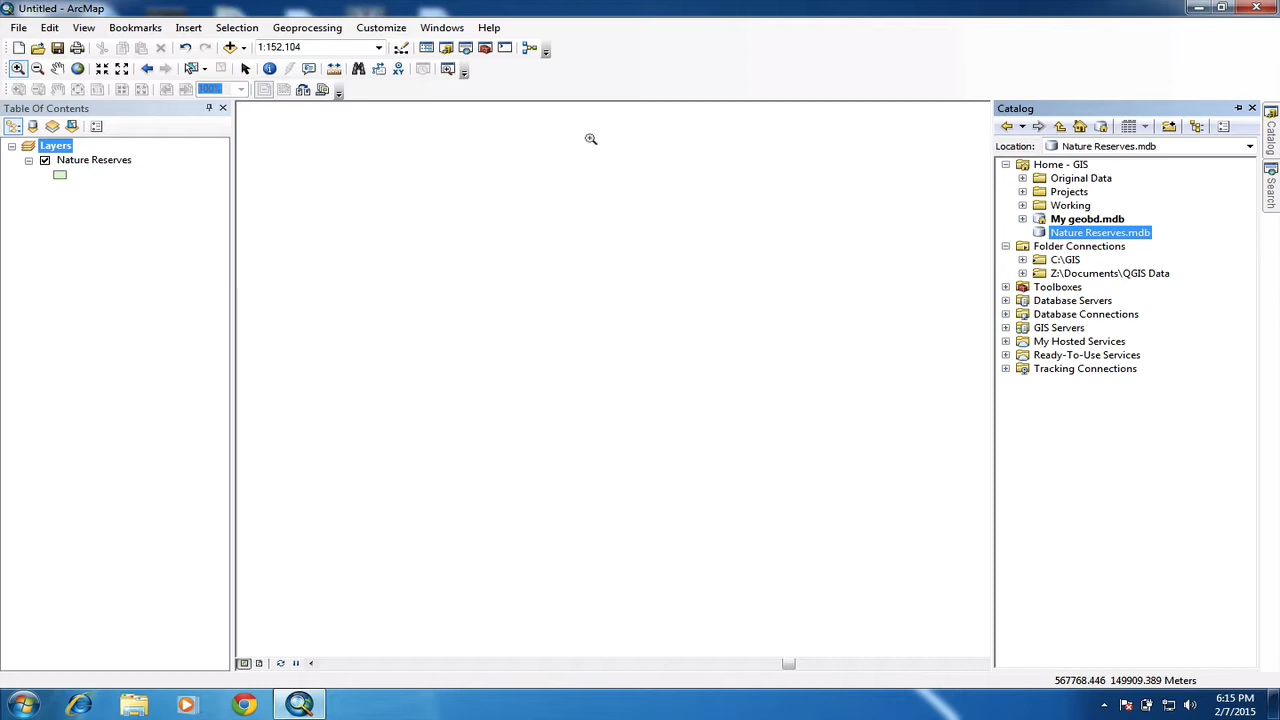 Untitled - ArcMap
File Edit View Bookmarks Insert Selection Geoprocessing Customize Windows Help
1:152,104
100%
Table Of Contents
Layers
Nature Reserves
Catalog
Location: Nature Reserves.mdb
Home - GIS
Original Data
Projects
Working
My geobd.mdb
Nature Reserves.mdb
Folder Connections
C:\GIS
Z:\Documents\QGIS Data
Toolboxes
Database Servers
Database Connections
GIS Servers
My Hosted Services
Ready-To-Use Services
Tracking Connections
Catalog
Search
567768.446 149909.389 Meters
6:15 PM
2/7/2015